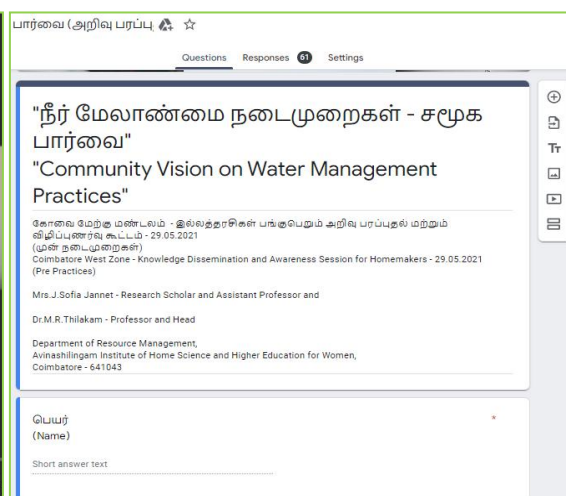 பார்வை (அறிவு பரப்பு
Questions Responses 61 Settings
"நீர் மேலாண்மை நடைமுறைகள் - சமூக
பார்வை"
"Community Vision on Water Management
Practices"
கோவை மேற்கு மண்டலம் - இல்லத்தரசிகள் பங்குபெறும் அறிவு பரப்புதல் மற்றும்
விழிப்புணர்வு கூட்டம் - 29.05.2021
(முன் நடைமுறைகள்)
Coimbatore West Zone - Knowledge Dissemination and Awareness Session for Homemakers - 29.05.2021
(Pre Practices)
Mrs.J.Sofia Jannet - Research Scholar and Assistant Professor and
Dr.M.R.Thilakam - Professor and Head
Department of Resource Management,
Avinashilingam Institute of Home Science and Higher Education for Women,
Coimbatore - 641043
பெயர் *
(Name)
Short answer text